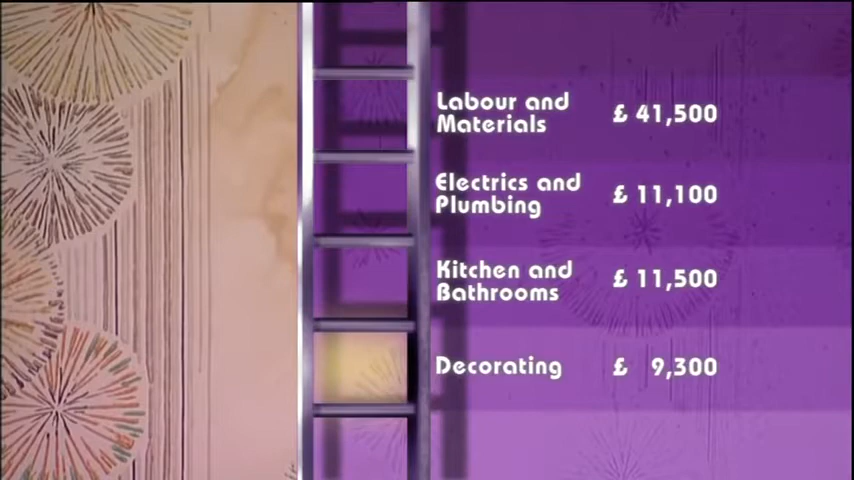 Labour and
Materials £ 41,500
Electrics and
Plumbing £ 11,100
Kitchen and
Bathrooms £ 11,500
Decorating £ 9,300